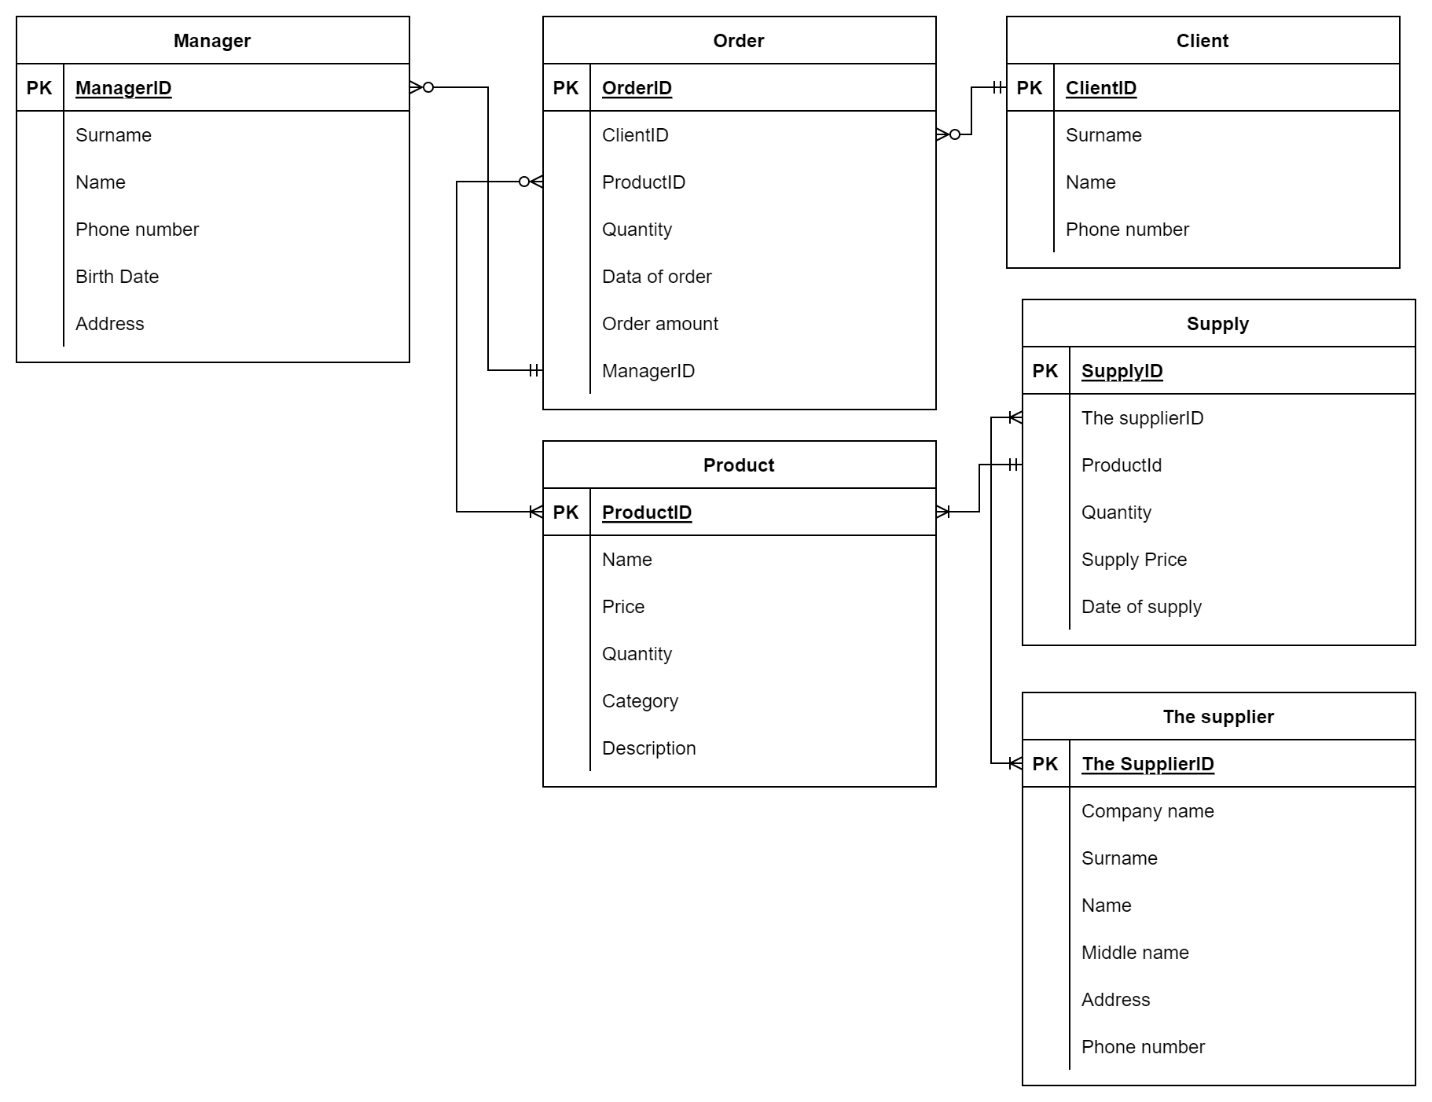 Manager
PK ManagerID
Surname
Name
Phone number
Birth Date
Address
Order
PK OrderID
ClientID
ProductID
Quantity
Data of order
Order amount
ManagerID
Client
PK ClientID
Surname
Name
Phone number
Supply
PK SupplyID
The supplierID
ProductId
Quantity
Supply Price
Date of supply
Product
PK ProductID
Name
Price
Quantity
Category
Description
The supplier
PK The SupplierID
Company name
Surname
Name
Middle name
Address
Phone number